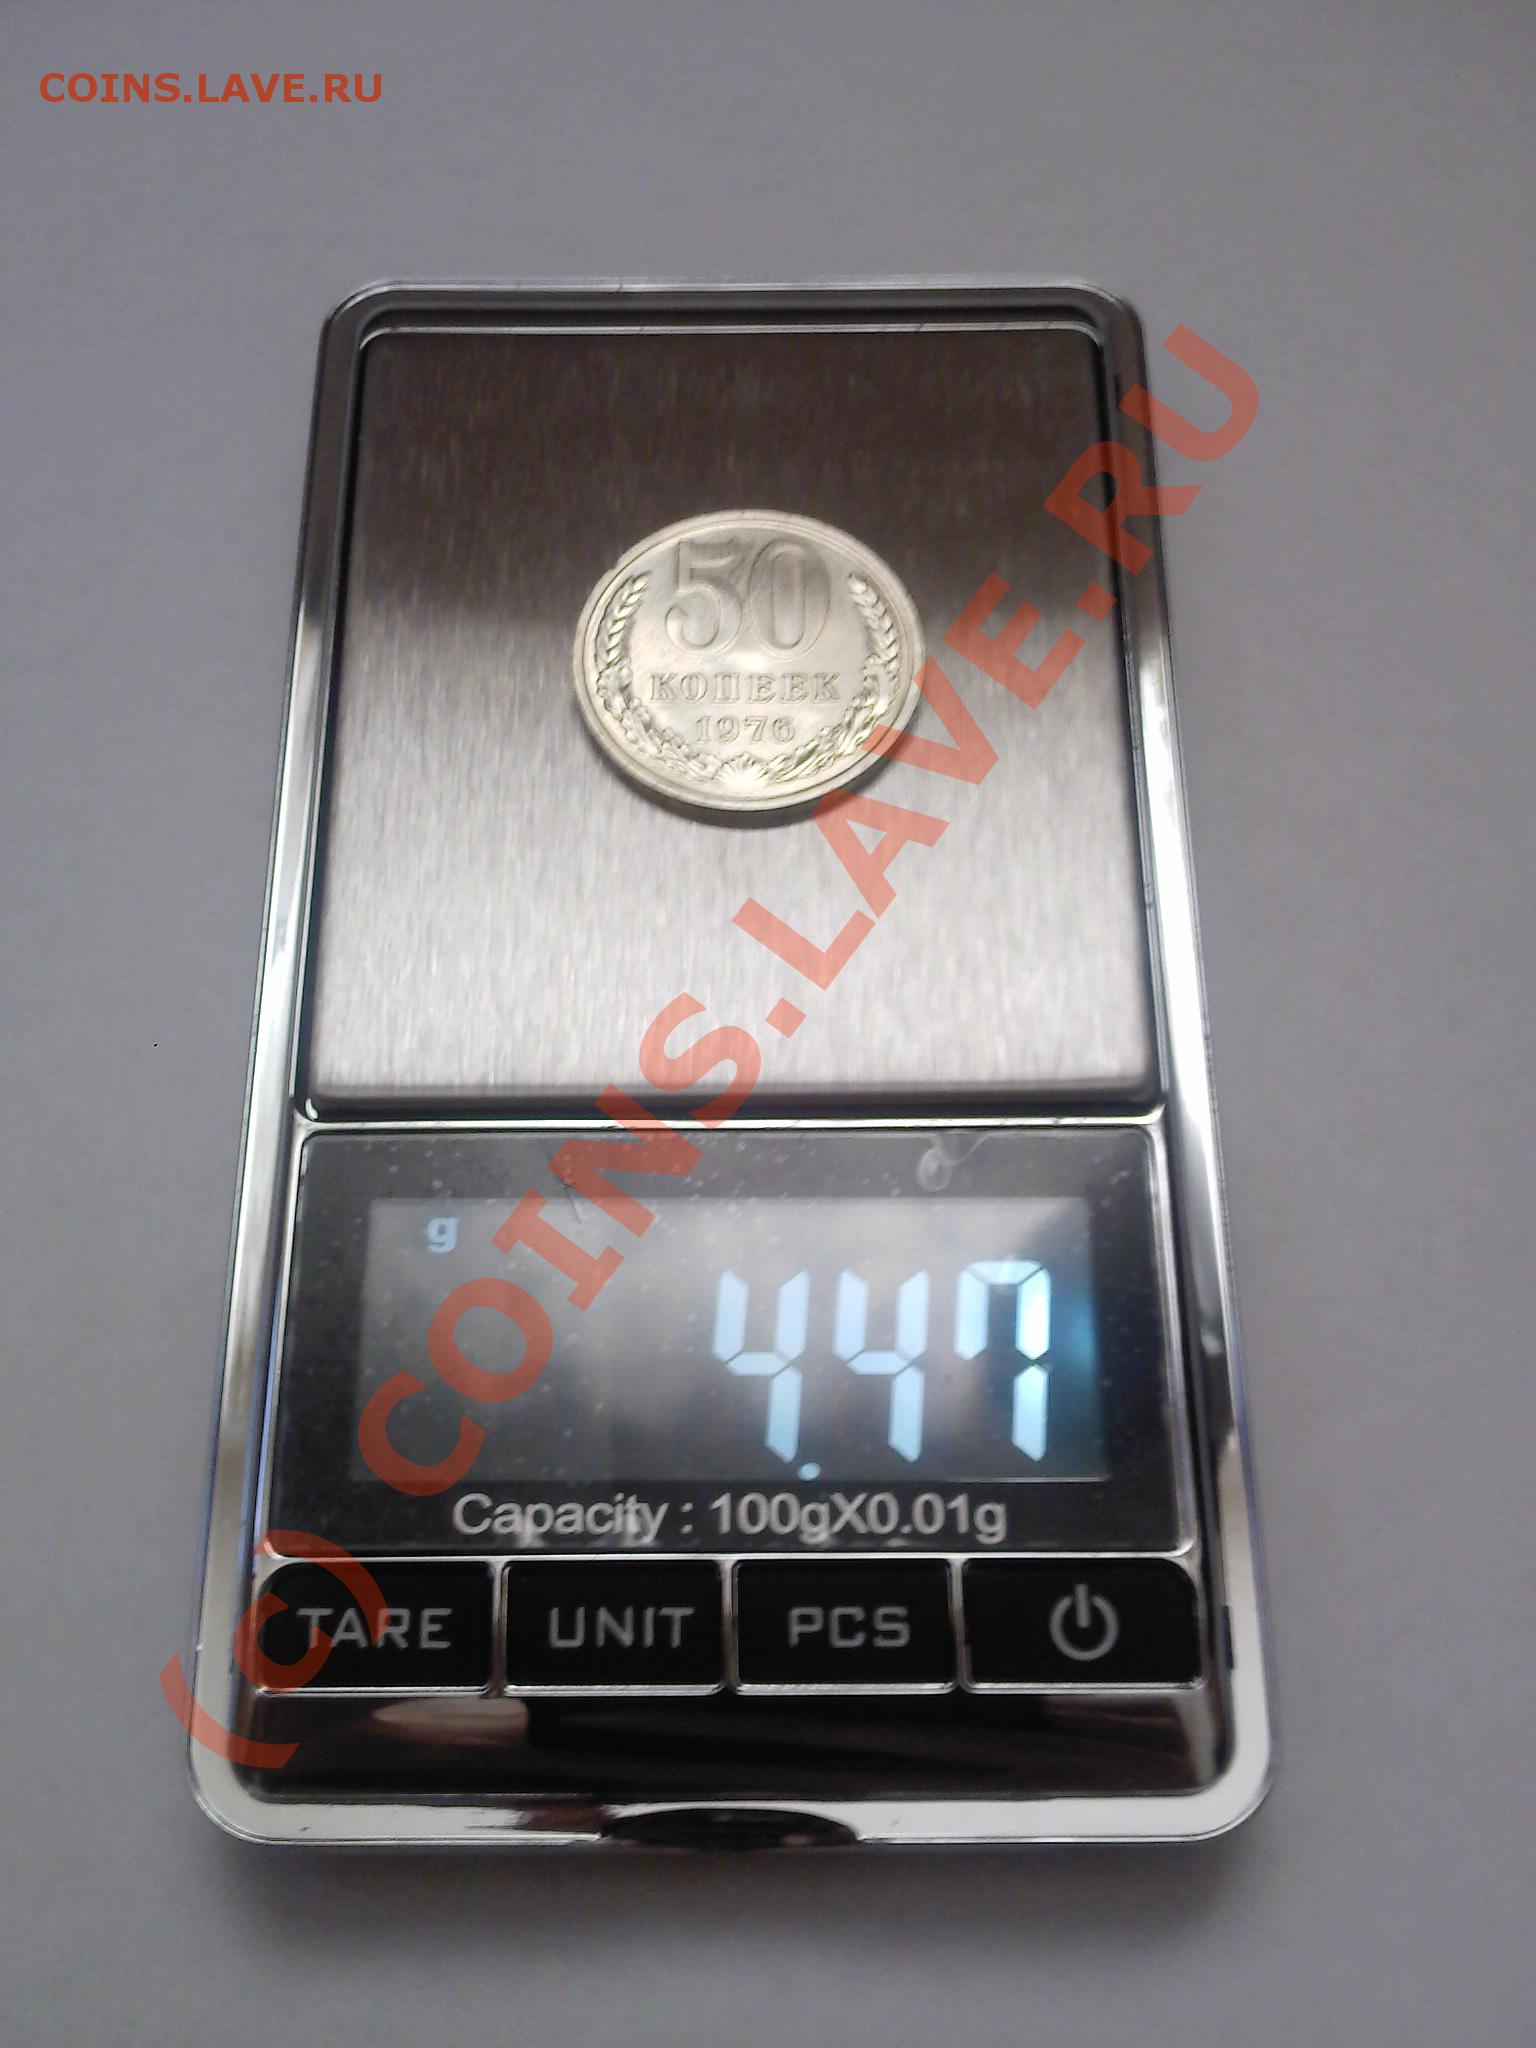 COINS.LAVE.RU
50
КОПЕЕК
1976
(c) COINS.LAVE.RU
g
4.47
Capacity : 100gX0.01g
TARE UNIT PCS